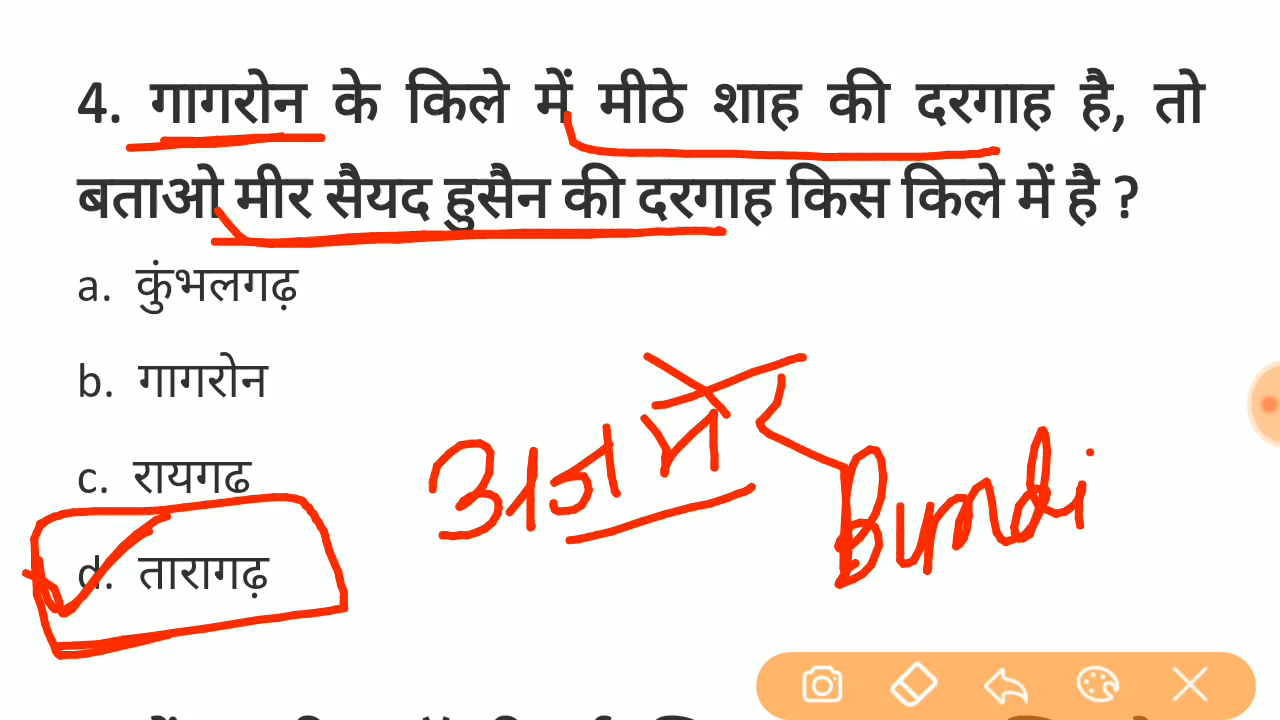 4. गागरोन के किले में मीठे शाह की दरगाह है, तो
बताओ मीर सैयद हुसैन की दरगाह किस किले में है ?
a. कुंभलगढ़
b. गागरोन
c. रायगढ
d. तारागढ़
अजमेर
Bundi